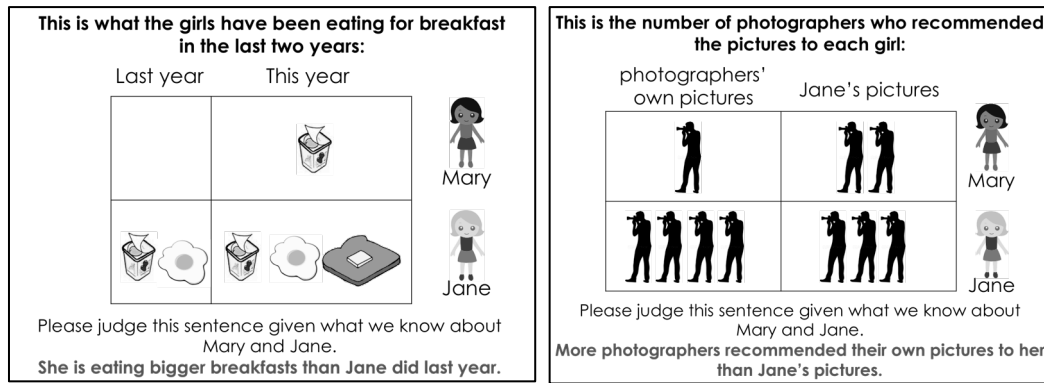 This is what the girls have been eating for breakfast
in the last two years:
Last year This year
Mary
Jane
Please judge this sentence given what we know about
Mary and Jane.
She is eating bigger breakfasts than Jane did last year.
This is the number of photographers who recommended
the pictures to each girl:
photographers'
own pictures
Jane's pictures
Mary
Jane
Please judge this sentence given what we know about
Mary and Jane.
More photographers recommended their own pictures to her
than Jane's pictures.